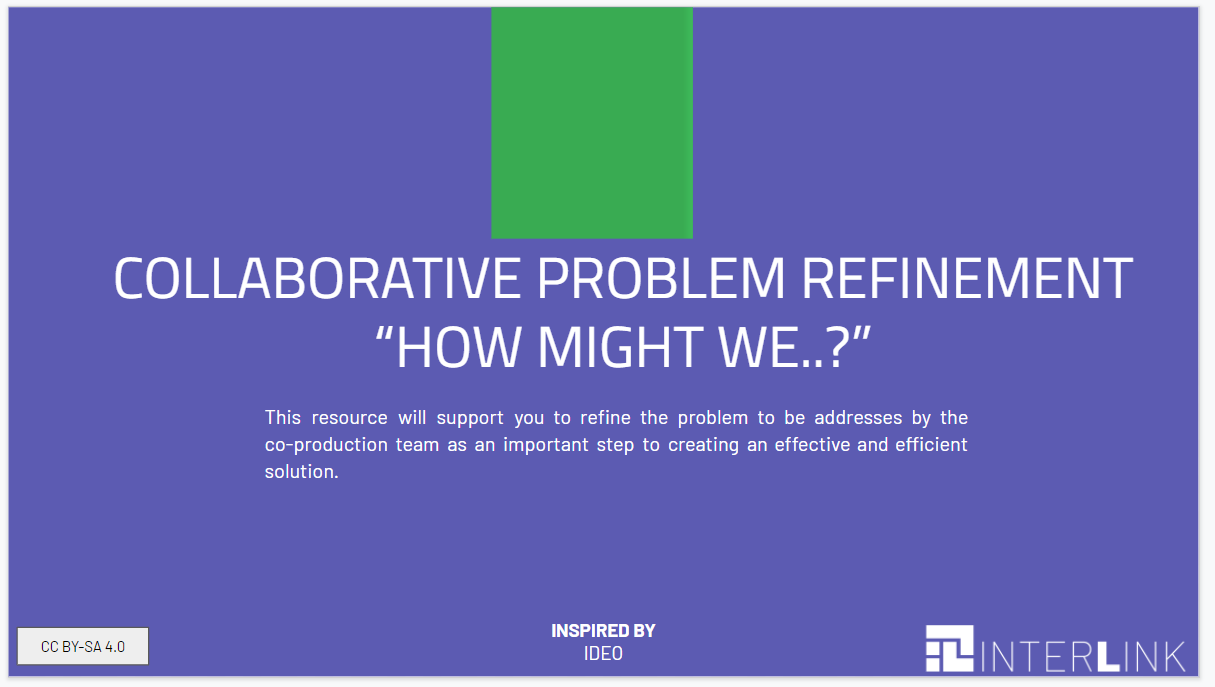 COLLABORATIVE PROBLEM REFINEMENT
“HOW MIGHT WE..?”
This resource will support you to refine the problem to be addresses by the
co-production team as an important step to creating an effective and efficient
solution.
INSPIRED BY
IDEO
CC BY-SA 4.0
INTERLINK